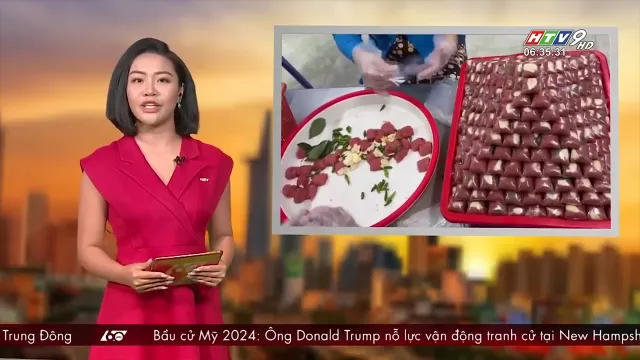 HTV9 HD
06:35:31
Trung Đông 60 Bầu cử Mỹ 2024: Ông Donald Trump nỗ lực vận động tranh cử tại New Hampsh